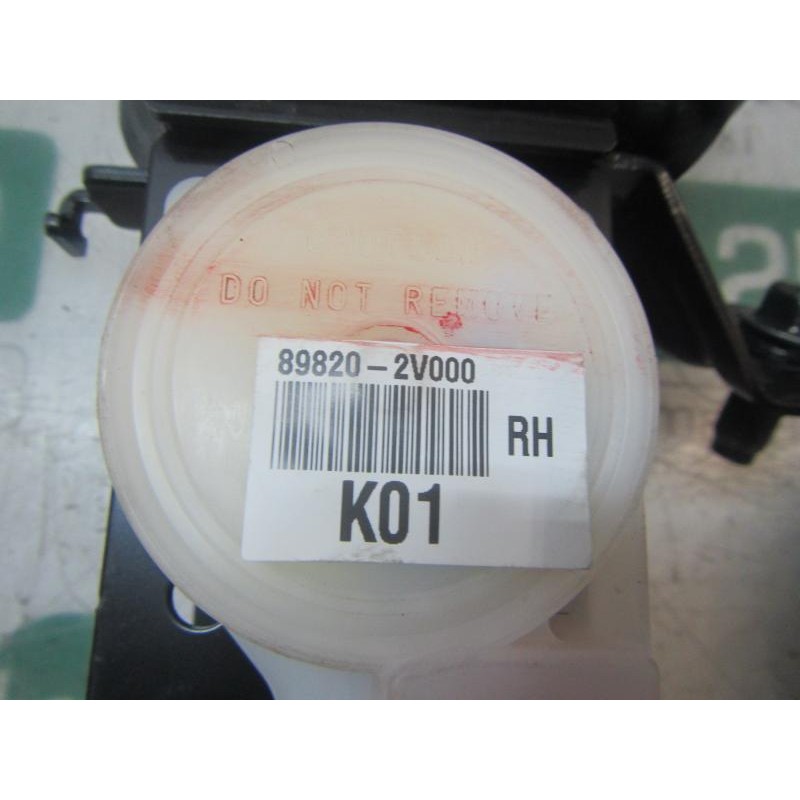 DO NOT REMOVE
89820-2V000
RH
K01